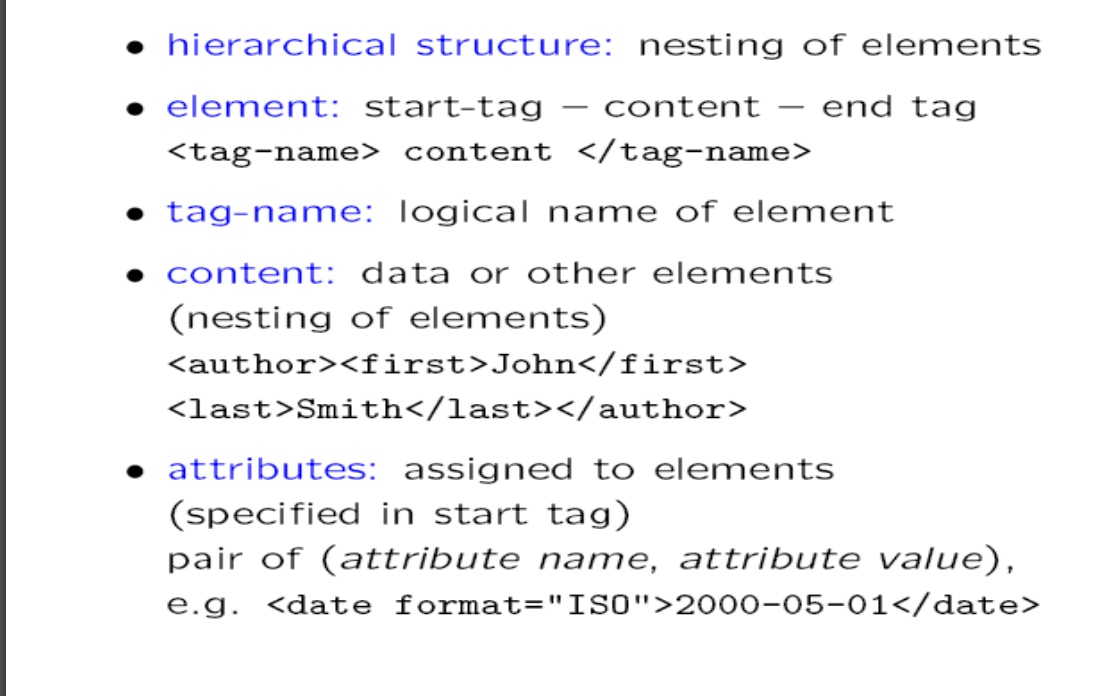 • hierarchical structure: nesting of elements
• element: start-tag – content – end tag
<tag-name> content </tag-name>
• tag-name: logical name of element
• content: data or other elements
(nesting of elements)
<author><first>John</first>
<last>Smith</last></author>
• attributes: assigned to elements
(specified in start tag)
pair of (attribute name, attribute value),
e.g. <date format="ISO">2000-05-01</date>